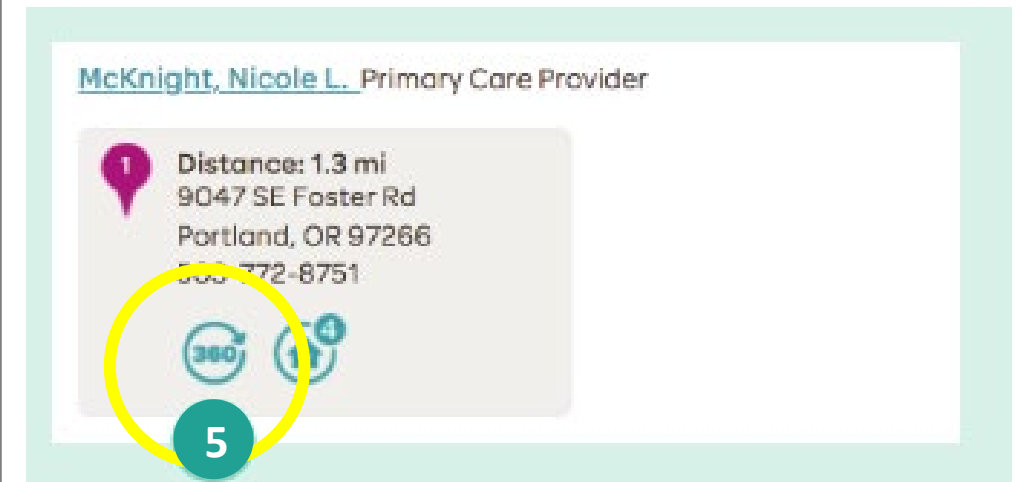 McKnight, Nicole L. Primary Care Provider
1
Distance: 1.3 mi
9047 SE Foster Rd
Portland, OR 97266
772-8751
360
4
5